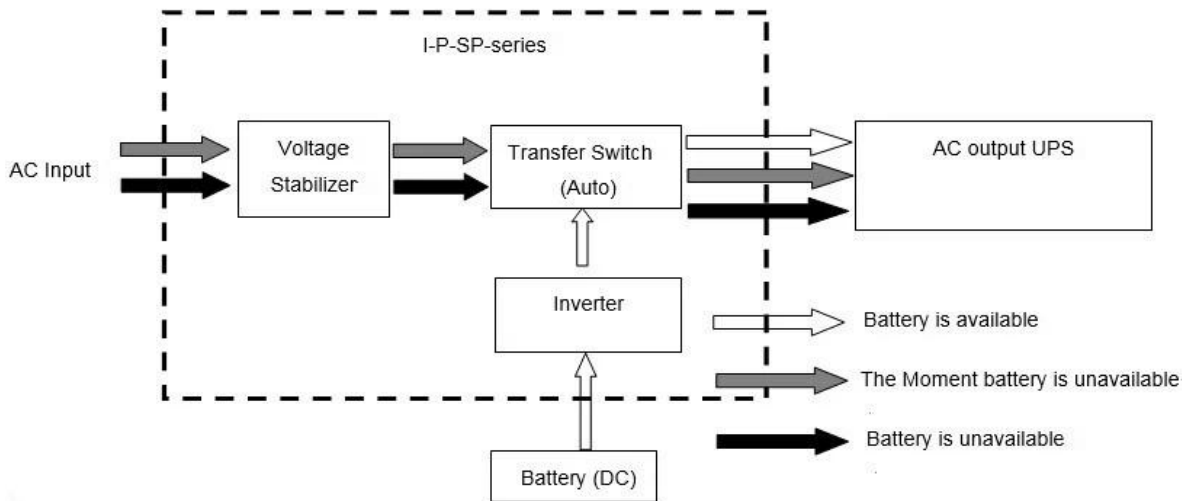 I-P-SP-series
AC Input
Voltage
Stabilizer
Transfer Switch
(Auto)
AC output UPS
Inverter
Battery (DC)
Battery is available
The Moment battery is unavailable
Battery is unavailable